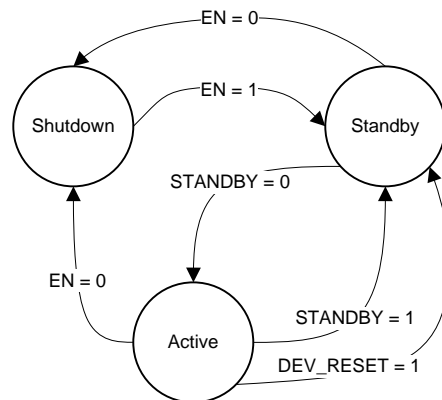 EN = 0
EN = 1
Shutdown
Standby
STANDBY = 0
EN = 0
STANDBY = 1
Active
DEV_RESET = 1